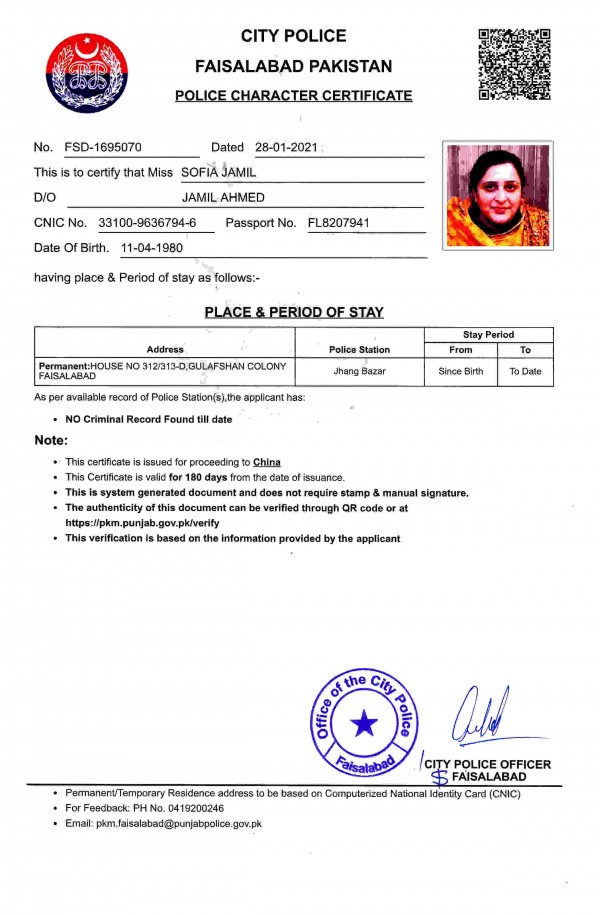 CITY POLICE
FAISALABAD PAKISTAN
POLICE CHARACTER CERTIFICATE
No. FSD-1695070 Dated 28-01-2021
This is to certify that Miss SOFIA JAMIL
D/O JAMIL AHMED
CNIC No. 33100-9636794-6 Passport No. FL8207941
Date Of Birth. 11-04-1980
having place & Period of stay as follows:-
PLACE & PERIOD OF STAY
Address Police Station Stay Period
From To
Permanent:HOUSE NO 312/313-D,GULAFSHAN COLONY
FAISALABAD
Jhang Bazar Since Birth To Date
As per available record of Police Station(s),the applicant has:
• NO Criminal Record Found till date
Note:
• This certificate is issued for proceeding to China
• This Certificate is valid for 180 days from the date of issuance.
• This is system generated document and does not require stamp & manual signature.
• The authenticity of this document can be verified through QR code or at
https://pkm.punjab.gov.pk/verify
• This verification is based on the information provided by the applicant
Office of the City Police
Faisalabad
CITY POLICE OFFICER
FAISALABAD
• Permanent/Temporary Residence address to be based on Computerized National Identity Card (CNIC)
• For Feedback: PH No. 0419200246
• Email: pkm.faisalabad@punjabpolice.gov.pk